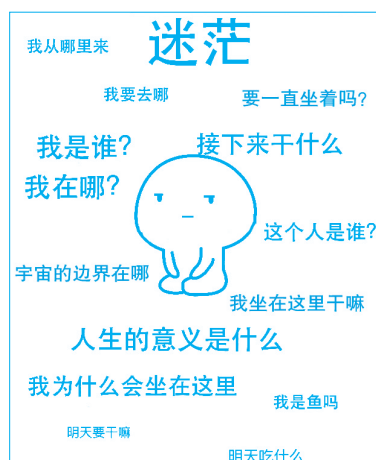 迷茫
我从哪里来
我要去哪
要一直坐着吗?
我是谁?
接下来干什么
我在哪?
这个人是谁?
宇宙的边界在哪
我坐在这里干嘛
人生的意义是什么
我为什么会坐在这里
我是鱼吗
明天要干嘛
明天吃什么